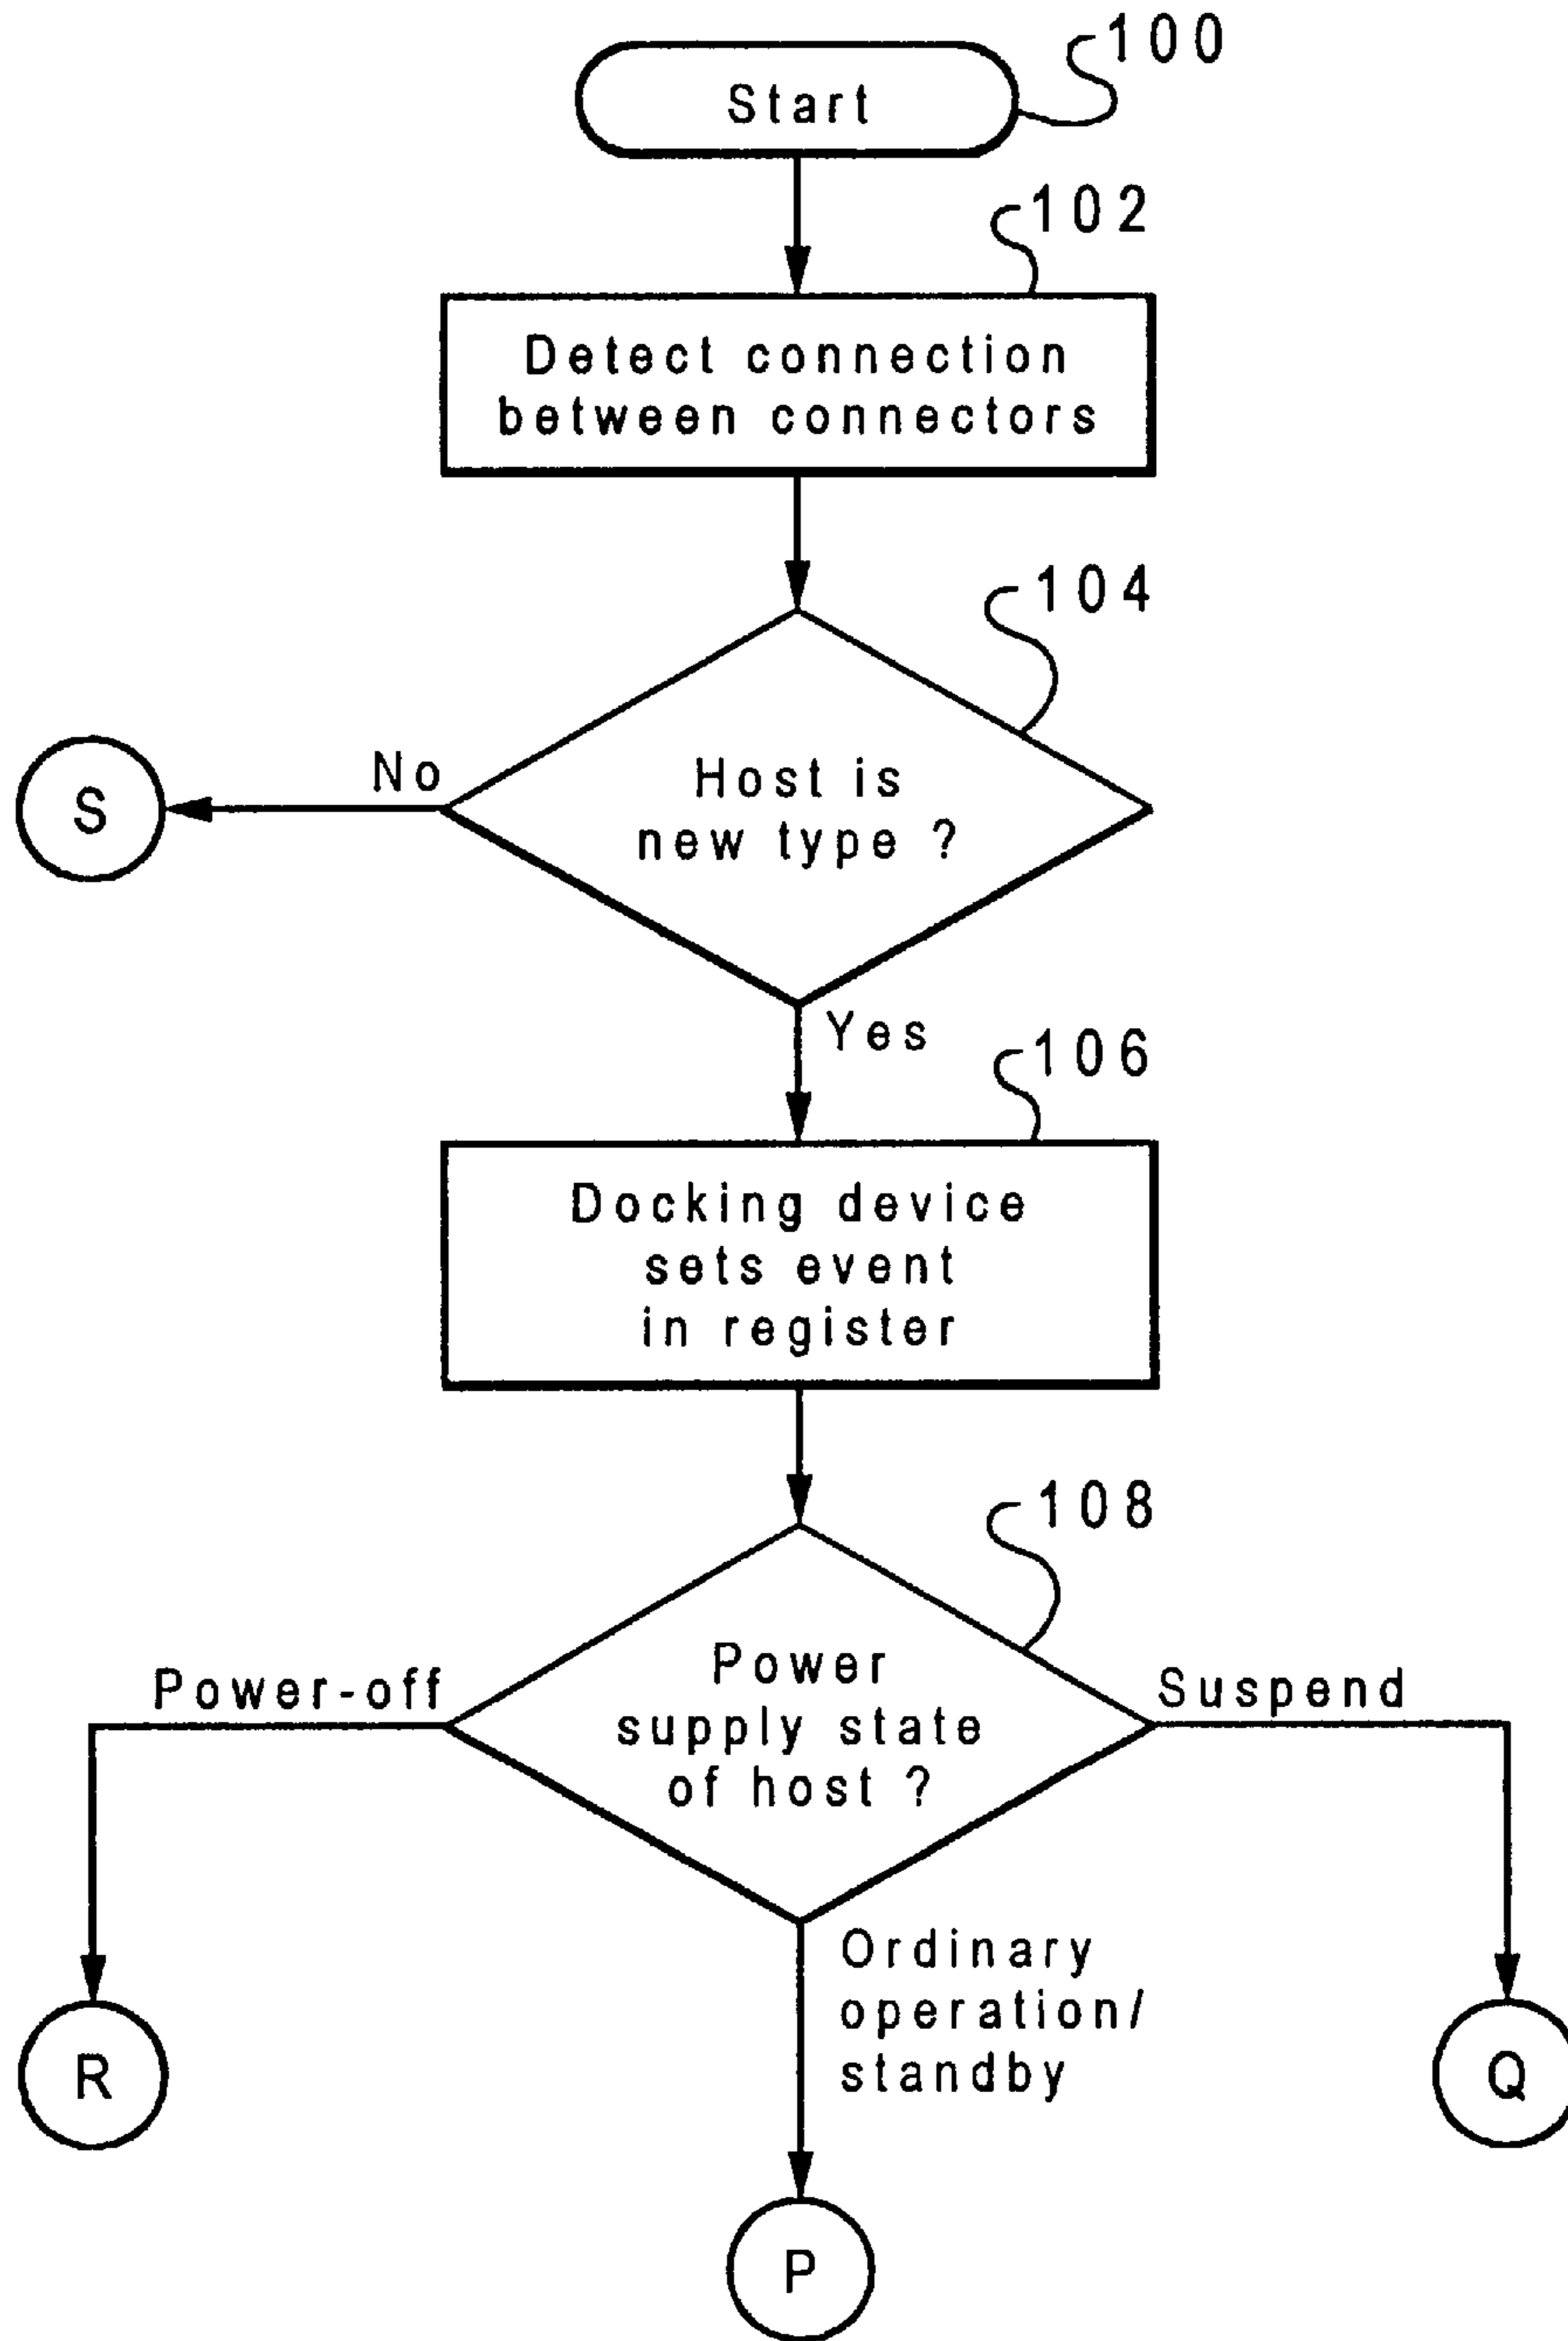 100
Start
102
Detect connection
between connectors
104
Host is
new type ?
No
S
Yes
106
Docking device
sets event
in register
108
Power
supply state
of host ?
Power-off
Suspend
Ordinary
operation/
standby
R
Q
P